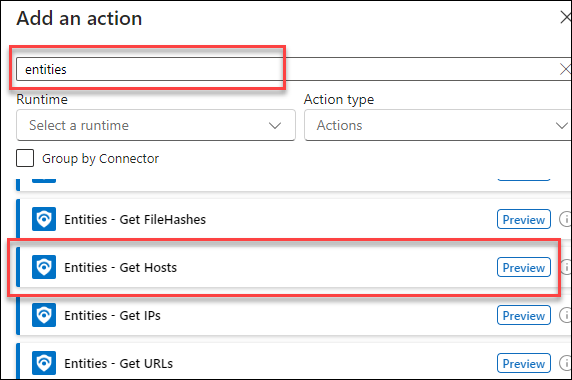 Add an action
entities
Runtime Action type
Select a runtime Actions
Group by Connector
Entities - Get FileHashes Preview
Entities - Get Hosts Preview
Entities - Get IPs Preview
Entities - Get URLs Preview